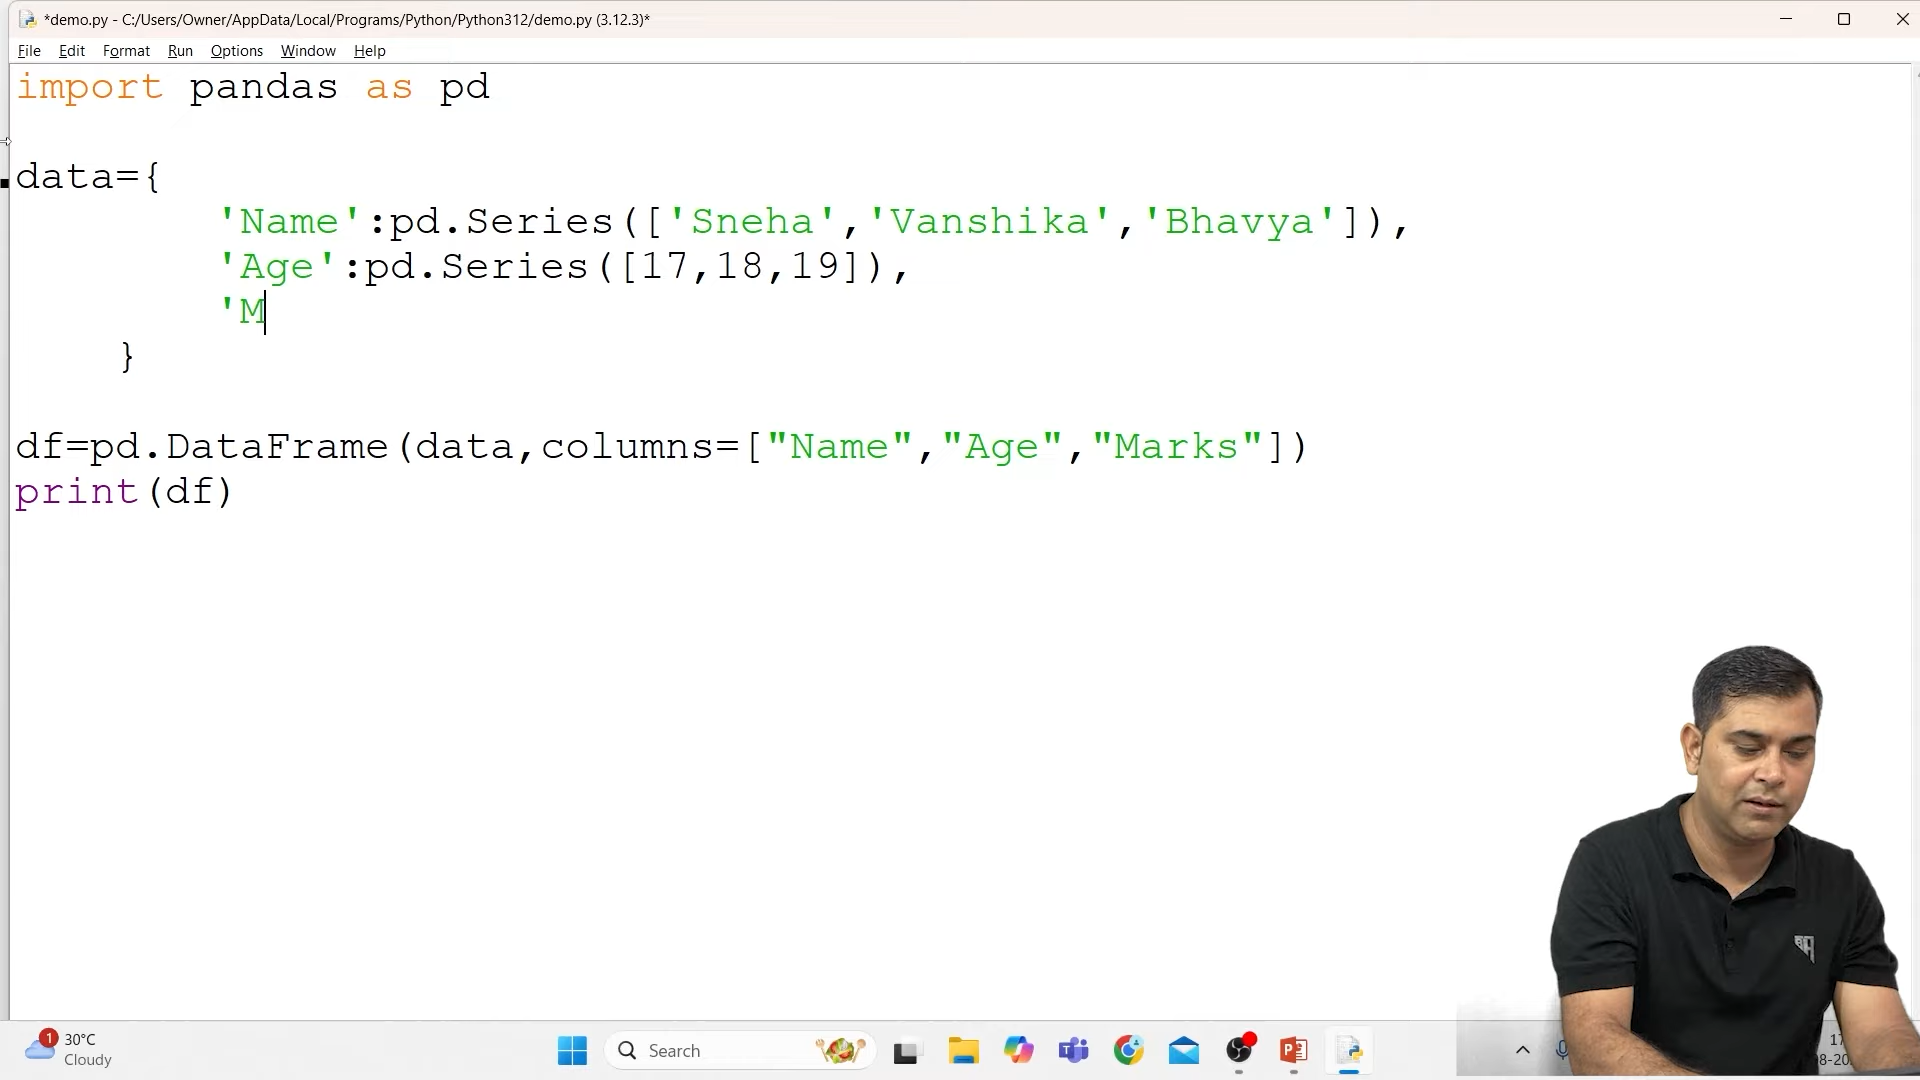 *demo.py - C:/Users/Owner/AppData/Local/Programs/Python/Python312/demo.py (3.12.3)*
File Edit Format Run Options Window Help
import pandas as pd
data={
'Name':pd.Series(['Sneha','Vanshika','Bhavya']),
'Age':pd.Series([17,18,19]),
'M
}
df=pd.DataFrame(data,columns=["Name","Age","Marks"])
print(df)
1
30°C
Cloudy
Search